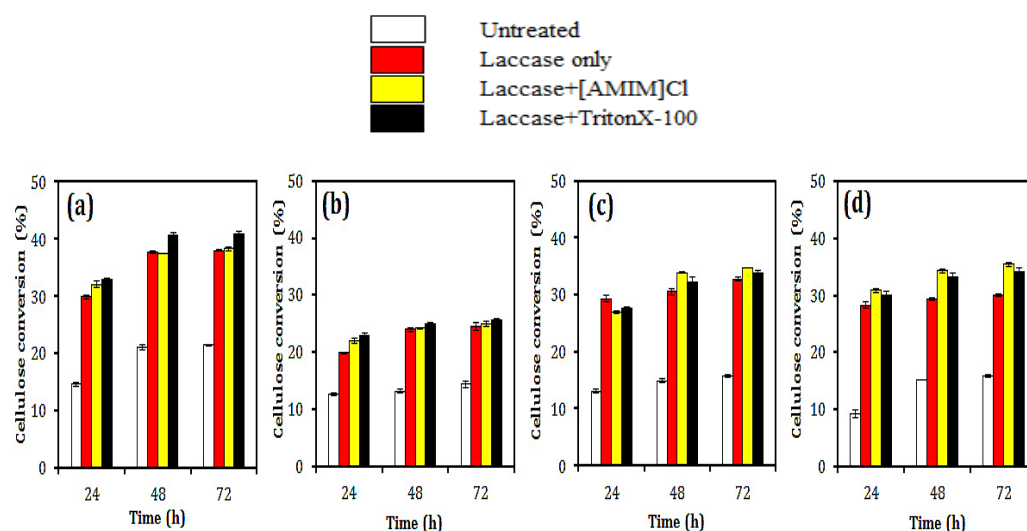 Untreated
Laccase only
Laccase+[AMIM]Cl
Laccase+TritonX-100
(a)
Cellulose conversion (%)
50
40
30
20
10
0
24 48 72
Time (h)
(b)
Cellulose conversion (%)
50
40
30
20
10
0
24 48 72
Time (h)
(c)
Cellulose conversion (%)
50
40
30
20
10
0
24 48 72
Time (h)
(d)
Cellulose conversion (%)
50
40
30
20
10
0
24 48 72
Time (h)